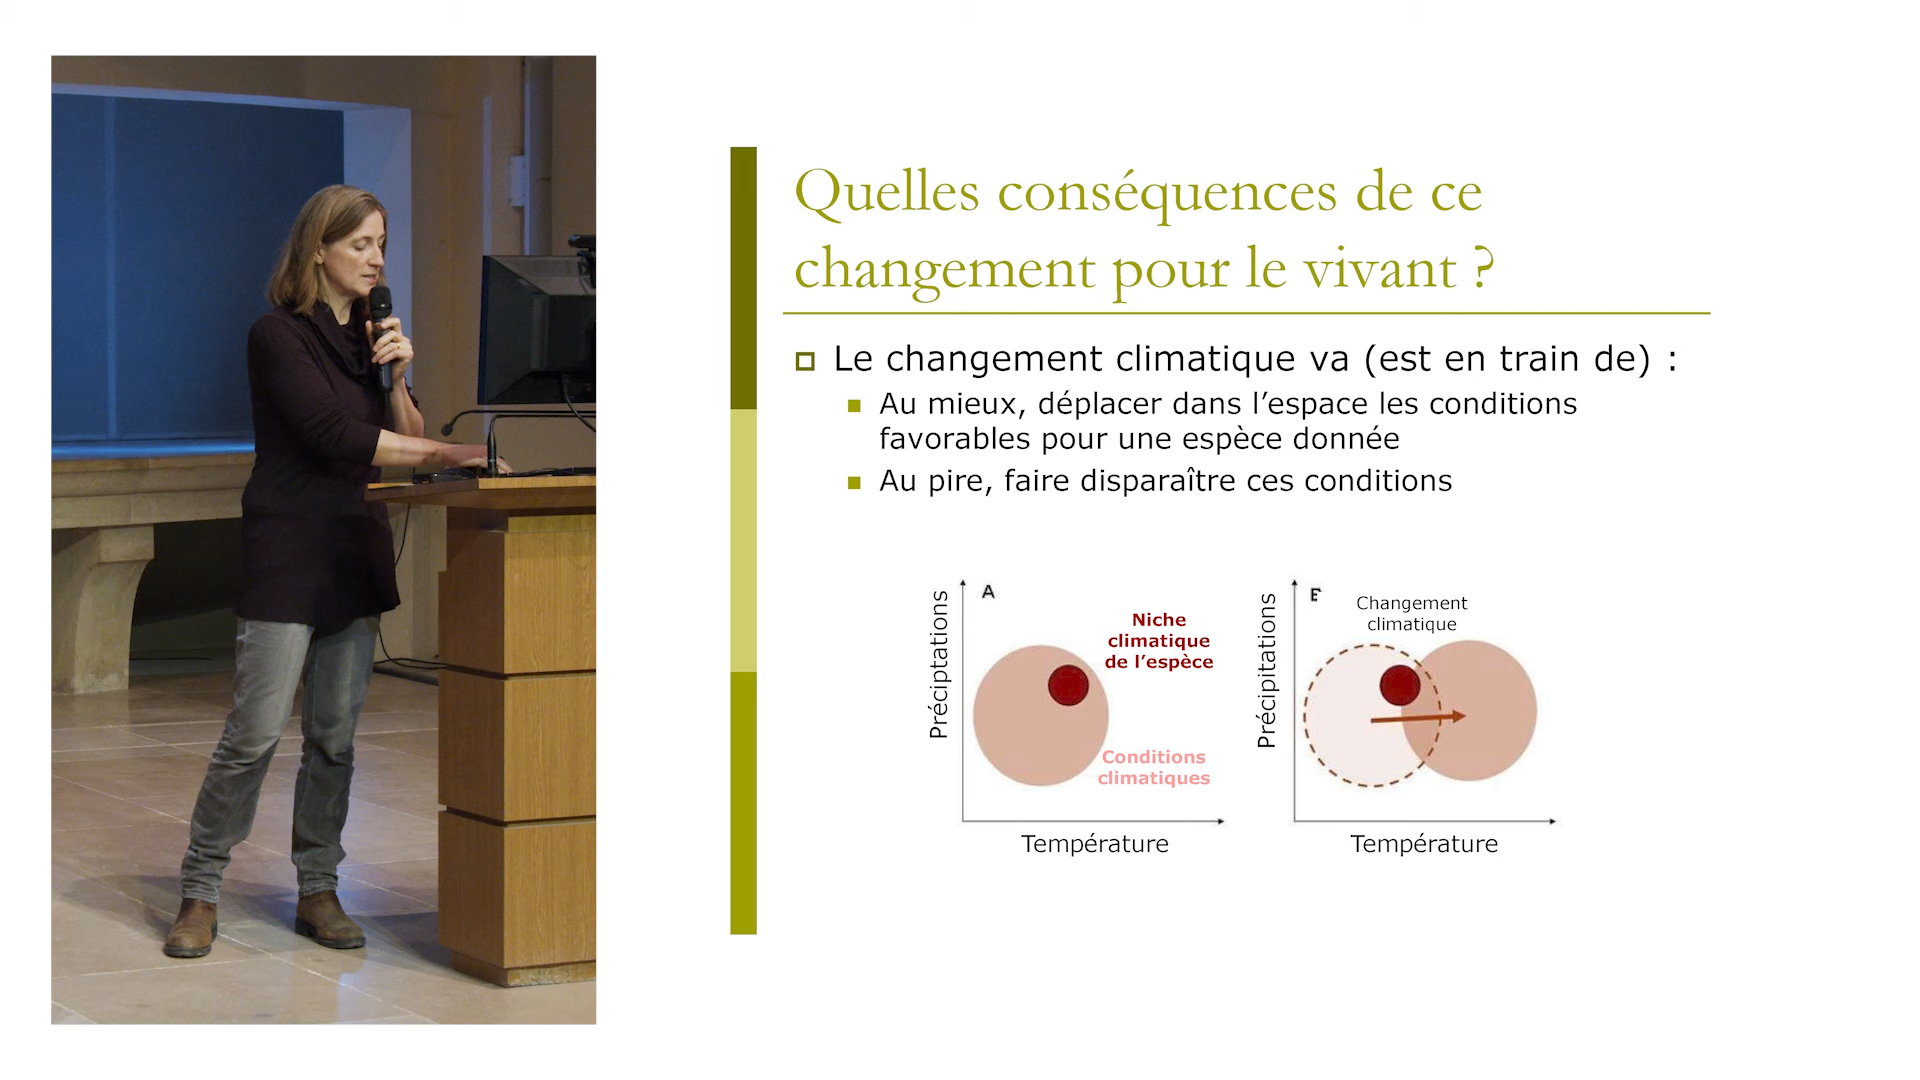 Quelles conséquences de ce
changement pour le vivant ?
Le changement climatique va (est en train de) :
Au mieux, déplacer dans l’espace les conditions
favorables pour une espèce donnée
Au pire, faire disparaître ces conditions
A
Préciptations
Niche
climatique
de l’espèce
Conditions
climatiques
Température
E
Précipitations
Changement
climatique
Température